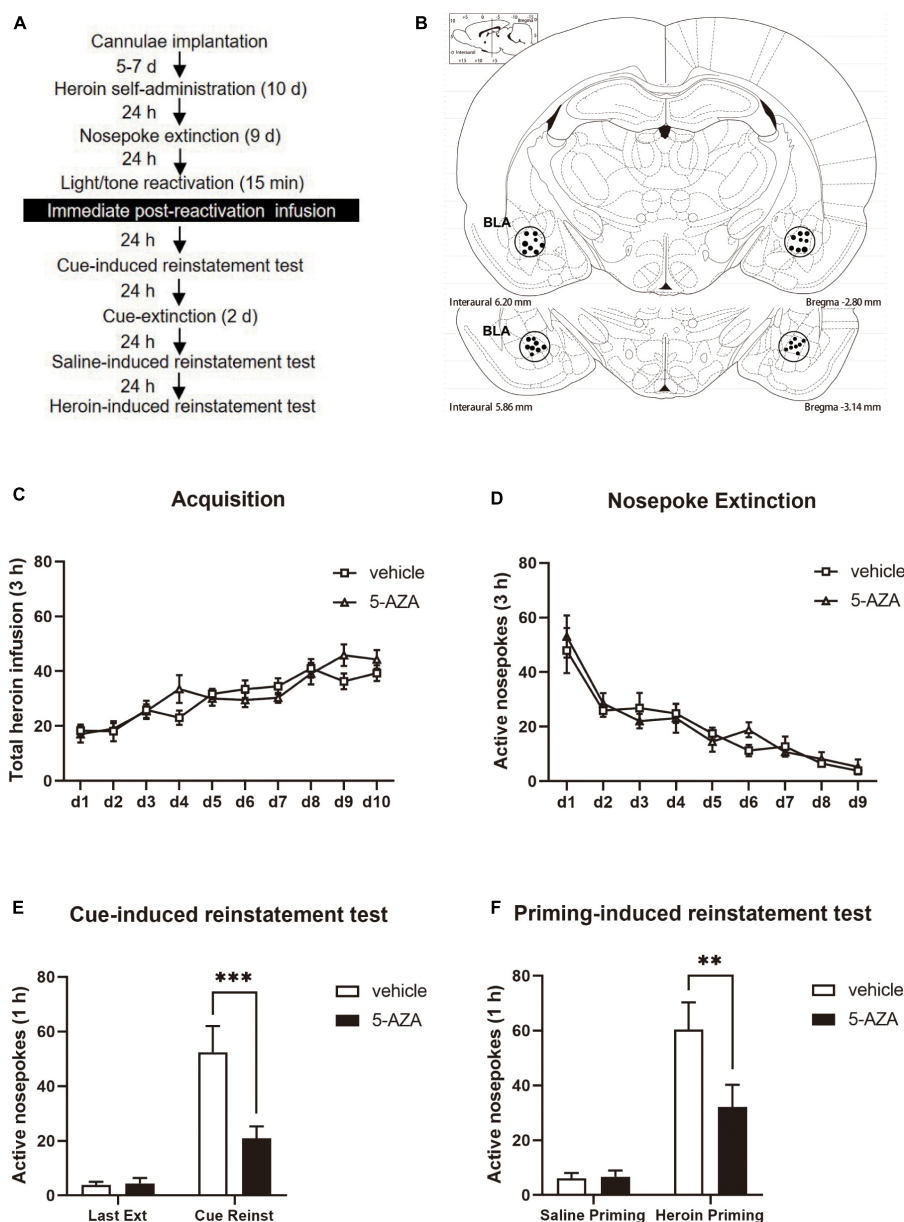 A
Cannulae implantation
5-7 d
Heroin self-administration (10 d)
24 h
Nosepoke extinction (9 d)
24 h
Light/tone reactivation (15 min)
Immediate post-reactivation infusion
24 h
Cue-induced reinstatement test
24 h
Cue-extinction (2 d)
24 h
Saline-induced reinstatement test
24 h
Heroin-induced reinstatement test
B
Bregma
Interaural
BLA
Interaural 6.20 mm
Bregma -2.80 mm
BLA
Interaural 5.86 mm
Bregma -3.14 mm
C
Acquisition
Total heroin infusion (3 h)
80
60
40
20
0
d1 d2 d3 d4 d5 d6 d7 d8 d9 d10
vehicle
5-AZA
D
Nosepoke Extinction
Active nosepokes (3 h)
80
60
40
20
0
d1 d2 d3 d4 d5 d6 d7 d8 d9
vehicle
5-AZA
E
Cue-induced reinstatement test
Active nosepokes (1 h)
80
60
40
20
0
***
Last Ext Cue Reinst
vehicle
5-AZA
F
Priming-induced reinstatement test
Active nosepokes (1 h)
80
60
40
20
0
**
Saline Priming Heroin Priming
vehicle
5-AZA